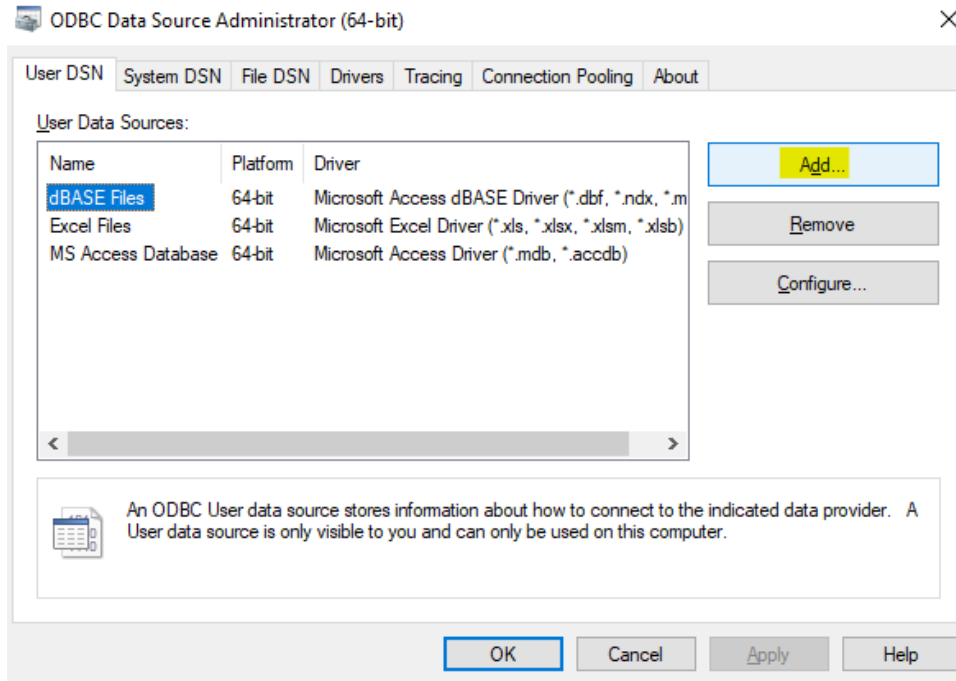 ODBC Data Source Administrator (64-bit)
User DSN System DSN File DSN Drivers Tracing Connection Pooling About
User Data Sources:
Name Platform Driver
dBASE Files 64-bit Microsoft Access dBASE Driver (*.dbf, *.ndx, *.m
Excel Files 64-bit Microsoft Excel Driver (*.xls, *.xlsx, *.xlsm, *.xlsb)
MS Access Database 64-bit Microsoft Access Driver (*.mdb, *.accdb)
Add...
Remove
Configure...
An ODBC User data source stores information about how to connect to the indicated data provider. A
User data source is only visible to you and can only be used on this computer.
OK Cancel Apply Help